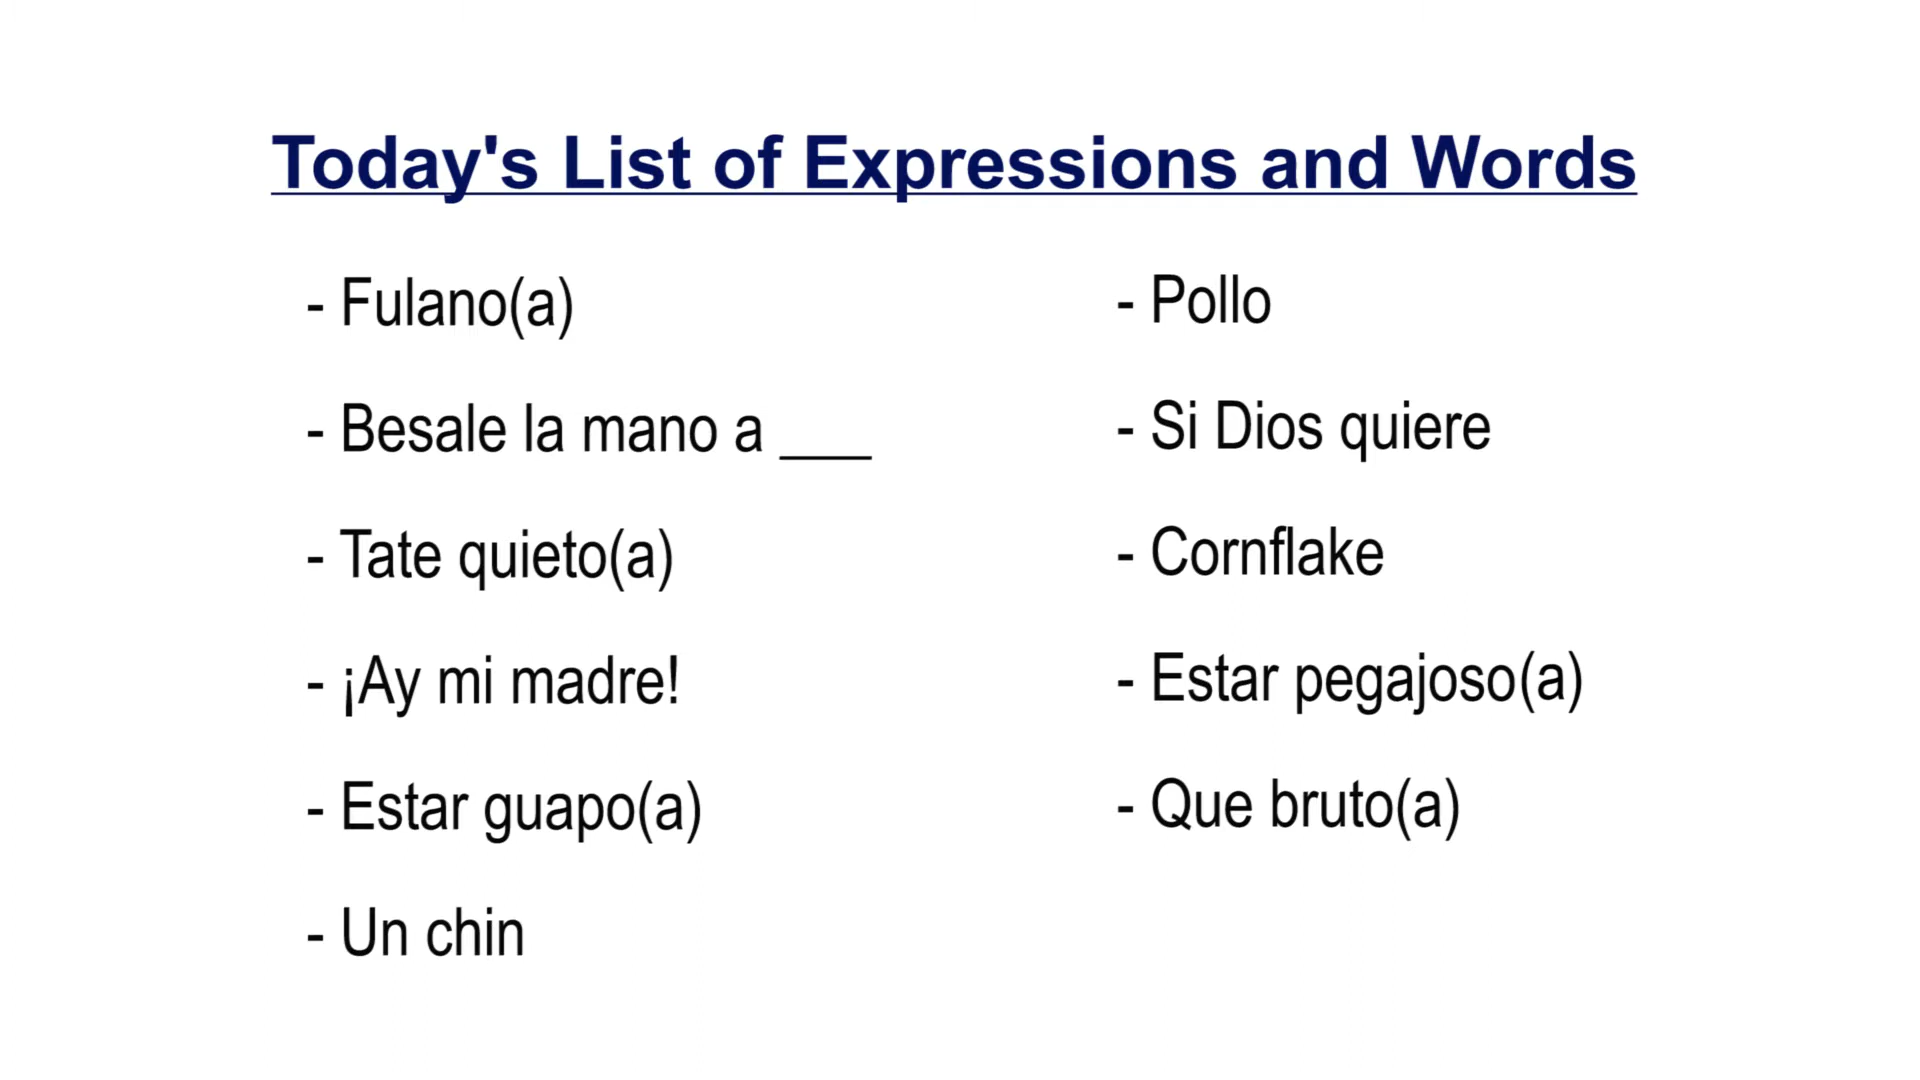 Today's List of Expressions and Words
- Fulano(a)
- Besale la mano a ___
- Tate quieto(a)
- ¡Ay mi madre!
- Estar guapo(a)
- Un chin
- Pollo
- Si Dios quiere
- Cornflake
- Estar pegajoso(a)
- Que bruto(a)